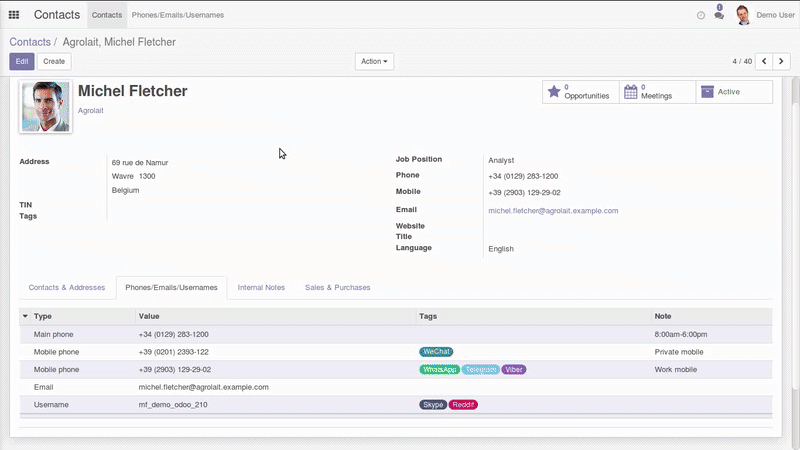 Contacts Contacts Phones/Emails/Usernames 0 Demo User
Contacts / Agrolait, Michel Fletcher
Edit Create Action 4 / 40
Michel Fletcher
Agrolait
0 Opportunities
0 Meetings
Active
Address 69 rue de Namur
Wavre 1300
Belgium
TIN
Tags
Job Position Analyst
Phone +34 (0129) 283-1200
Mobile +39 (2903) 129-29-02
Email michel.fletcher@agrolait.example.com
Website
Title
Language English
Contacts & Addresses Phones/Emails/Usernames Internal Notes Sales & Purchases
Type Value Tags Note
Main phone +34 (0129) 283-1200 8:00am-6:00pm
Mobile phone +39 (0201) 2393-122 WeChat Private mobile
Mobile phone +39 (2903) 129-29-02 WhatsApp Telegram Viber Work mobile
Email michel.fletcher@agrolait.example.com
Username mf_demo_odoo_210 Skype Reddit